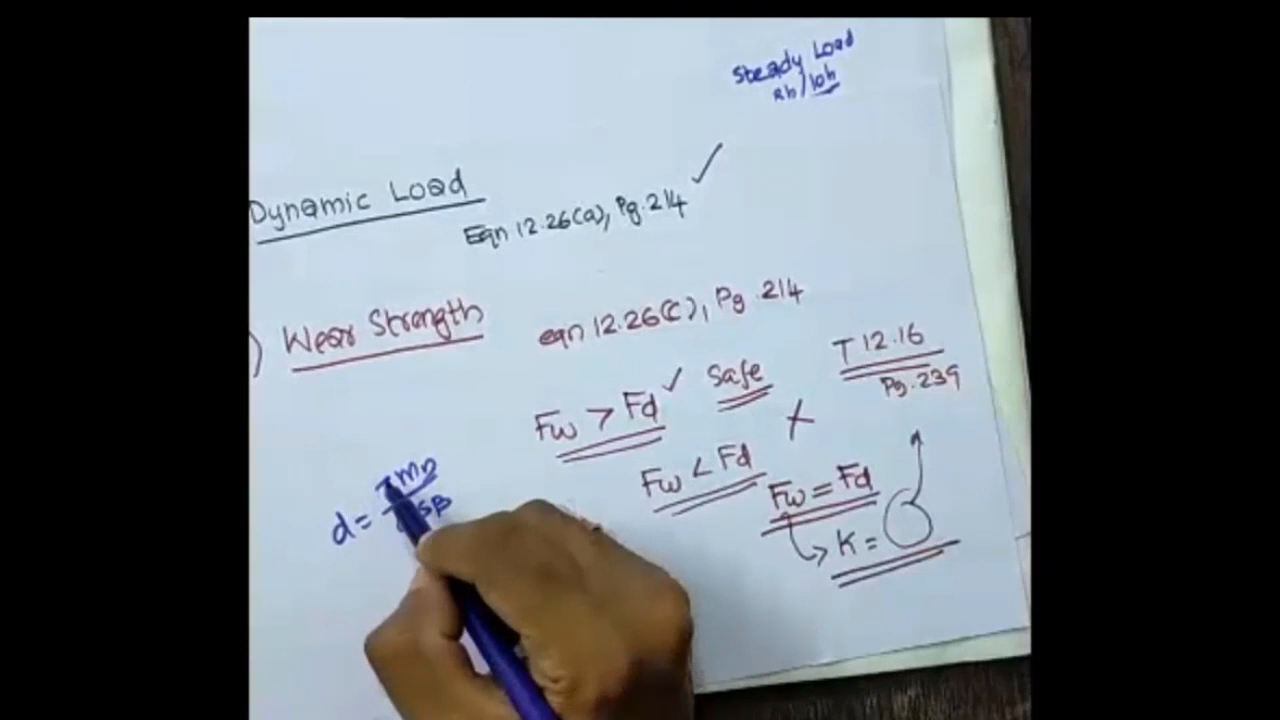 Steady Load
8h/10h
Dynamic Load
Eqn 12.26(a), Pg.214 ✓
) Wear Strength
eqn 12.26(c), Pg.214
T 12.16
Pg.239
Fw > Fd ✓ Safe
Fw < Fd ×
Fw = Fd
→ K =
d =